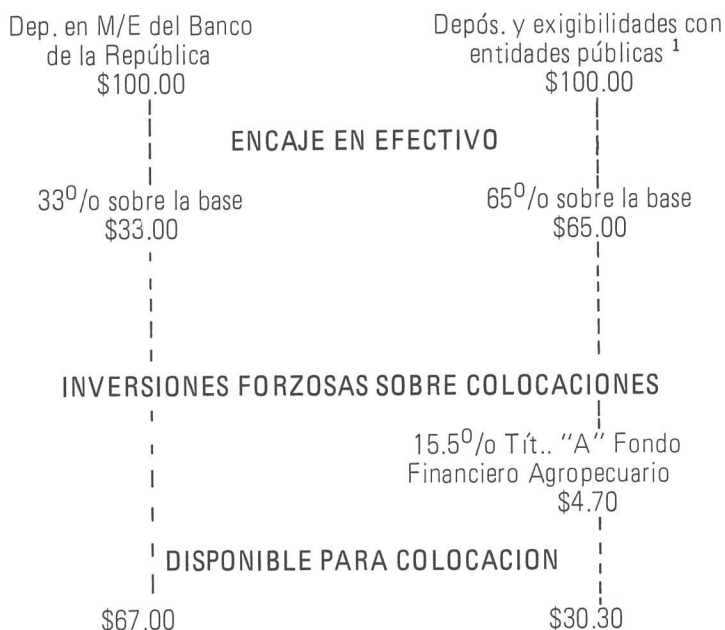 Dep. en M/E del Banco
de la República
$100.00
Depós. y exigibilidades con
entidades públicas 1
$100.00
ENCAJE EN EFECTIVO
33º/o sobre la base
$33.00
65º/o sobre la base
$65.00
INVERSIONES FORZOSAS SOBRE COLOCACIONES
15.5º/o Tít.. "A" Fondo
Financiero Agropecuario
$4.70
DISPONIBLE PARA COLOCACION
$67.00
$30.30